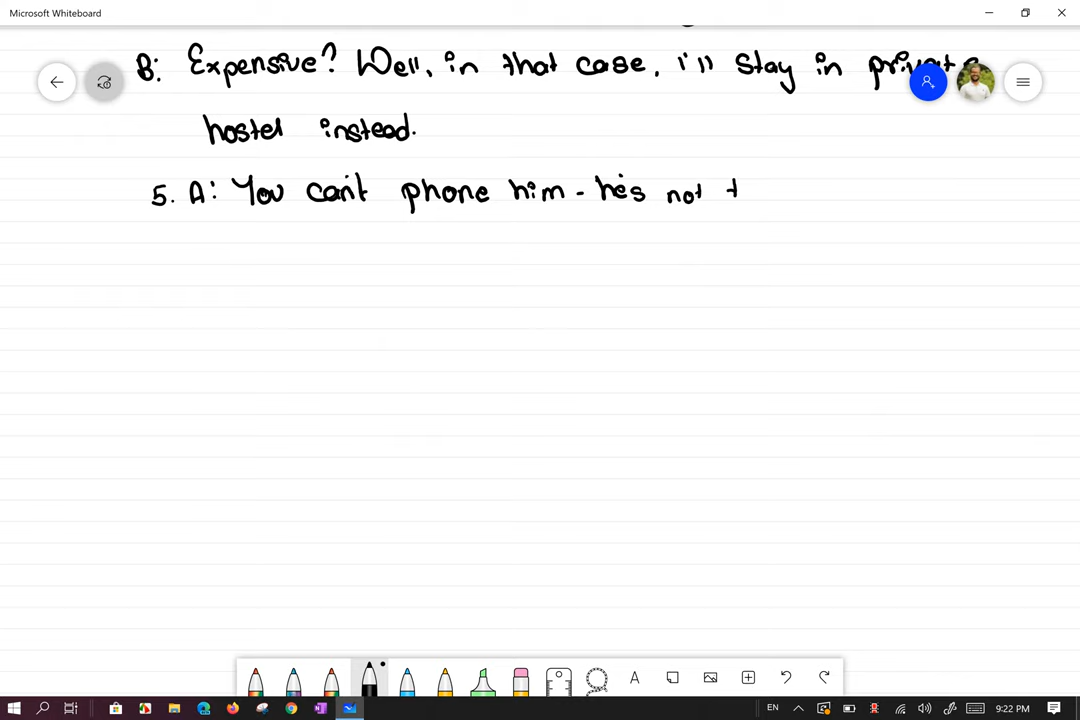 Microsoft Whiteboard
B: Expensive? Well, in that case, i'll stay in private
hostel instead.
5. A: You can't phone him - he's not t
A
EN
9:22 PM